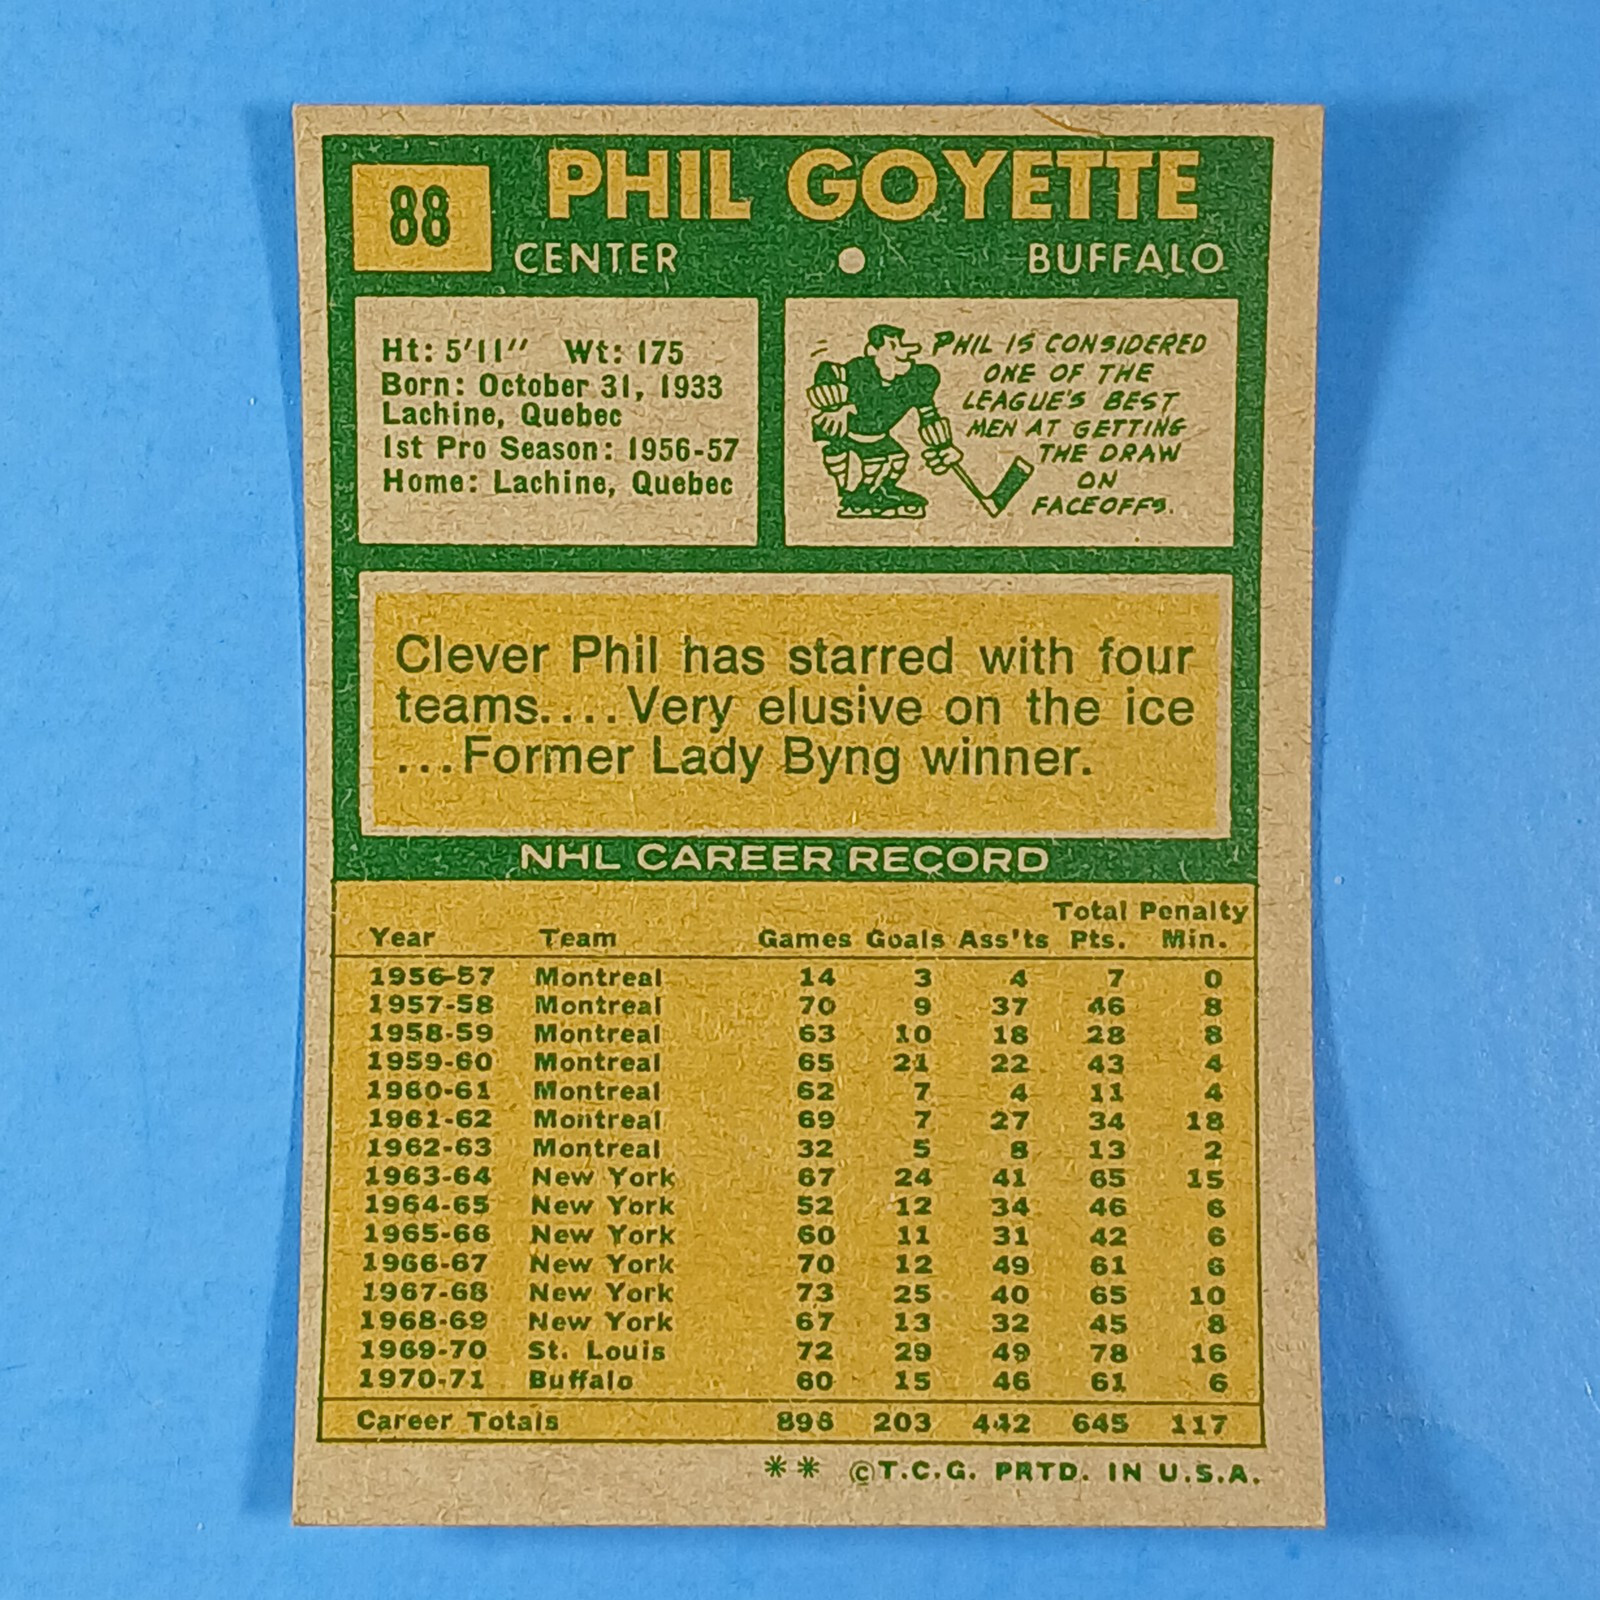 88
PHIL GOYETTE
CENTER BUFFALO
Ht: 5'11" Wt: 175
Born: October 31, 1933
Lachine, Quebec
1st Pro Season: 1956-57
Home: Lachine, Quebec
PHIL IS CONSIDERED
ONE OF THE
LEAGUE'S BEST
MEN AT GETTING
THE DRAW
ON
FACEOFFS.
Clever Phil has starred with four
teams.... Very elusive on the ice
...Former Lady Byng winner.
NHL CAREER RECORD
Year Team Games Goals Ass'ts Total Pts. Penalty Min.
1956-57 Montreal 14 3 4 7 0
1957-58 Montreal 70 9 37 46 8
1958-59 Montreal 63 10 18 28 8
1959-60 Montreal 65 21 22 43 4
1960-61 Montreal 62 7 4 11 4
1961-62 Montreal 69 7 27 34 18
1962-63 Montreal 32 5 8 13 2
1963-64 New York 67 24 41 65 15
1964-65 New York 52 12 34 46 6
1965-66 New York 60 11 31 42 6
1966-67 New York 70 12 49 61 6
1967-68 New York 73 25 40 65 10
1968-69 New York 67 13 32 45 8
1969-70 St. Louis 72 29 49 78 16
1970-71 Buffalo 60 15 46 61 6
Career Totals 896 203 442 645 117
** ©T.C.G. PRTD. IN U.S.A.